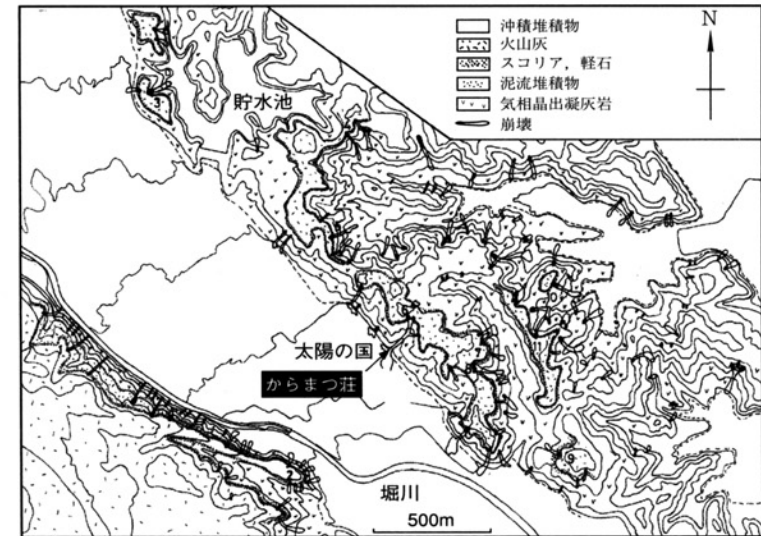 沖積堆積物
火山灰
スコリア，軽石
泥流堆積物
気相晶出凝灰岩
崩壊
N
3
貯水池
太陽の国
からまつ荘
堀川
500m